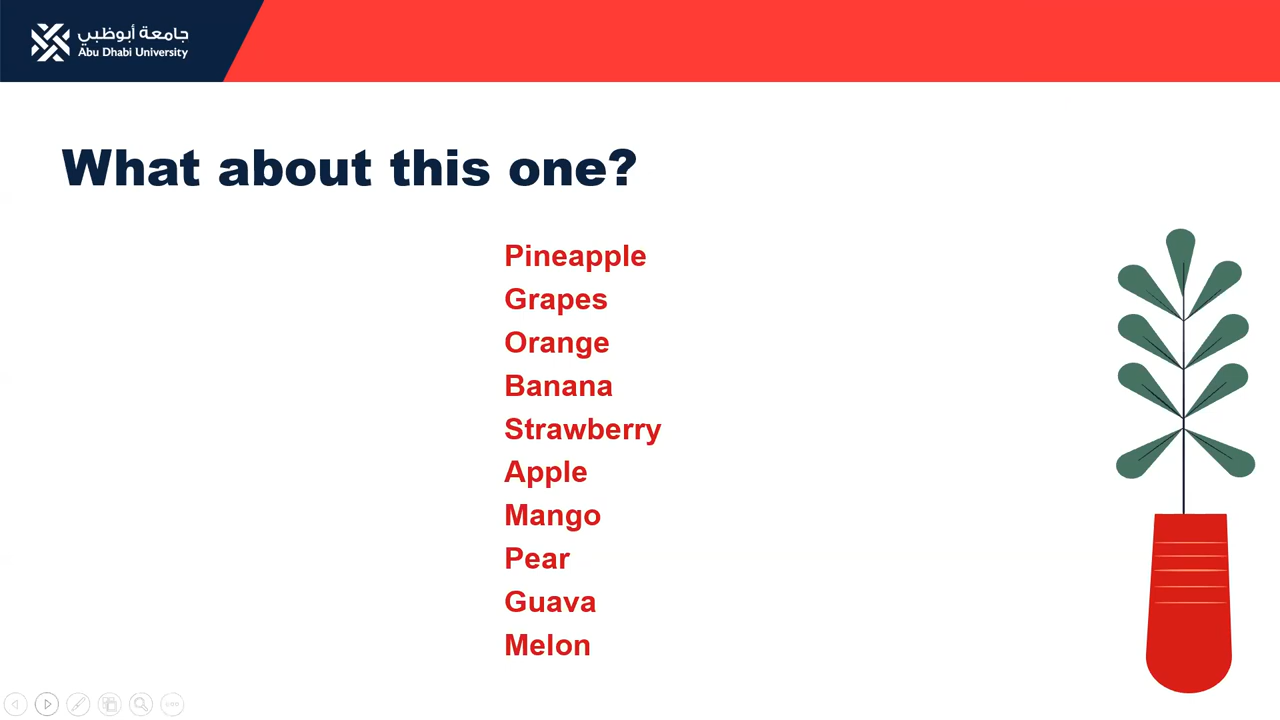 جامعة أبوظبي
Abu Dhabi University
What about this one?
Pineapple
Grapes
Orange
Banana
Strawberry
Apple
Mango
Pear
Guava
Melon